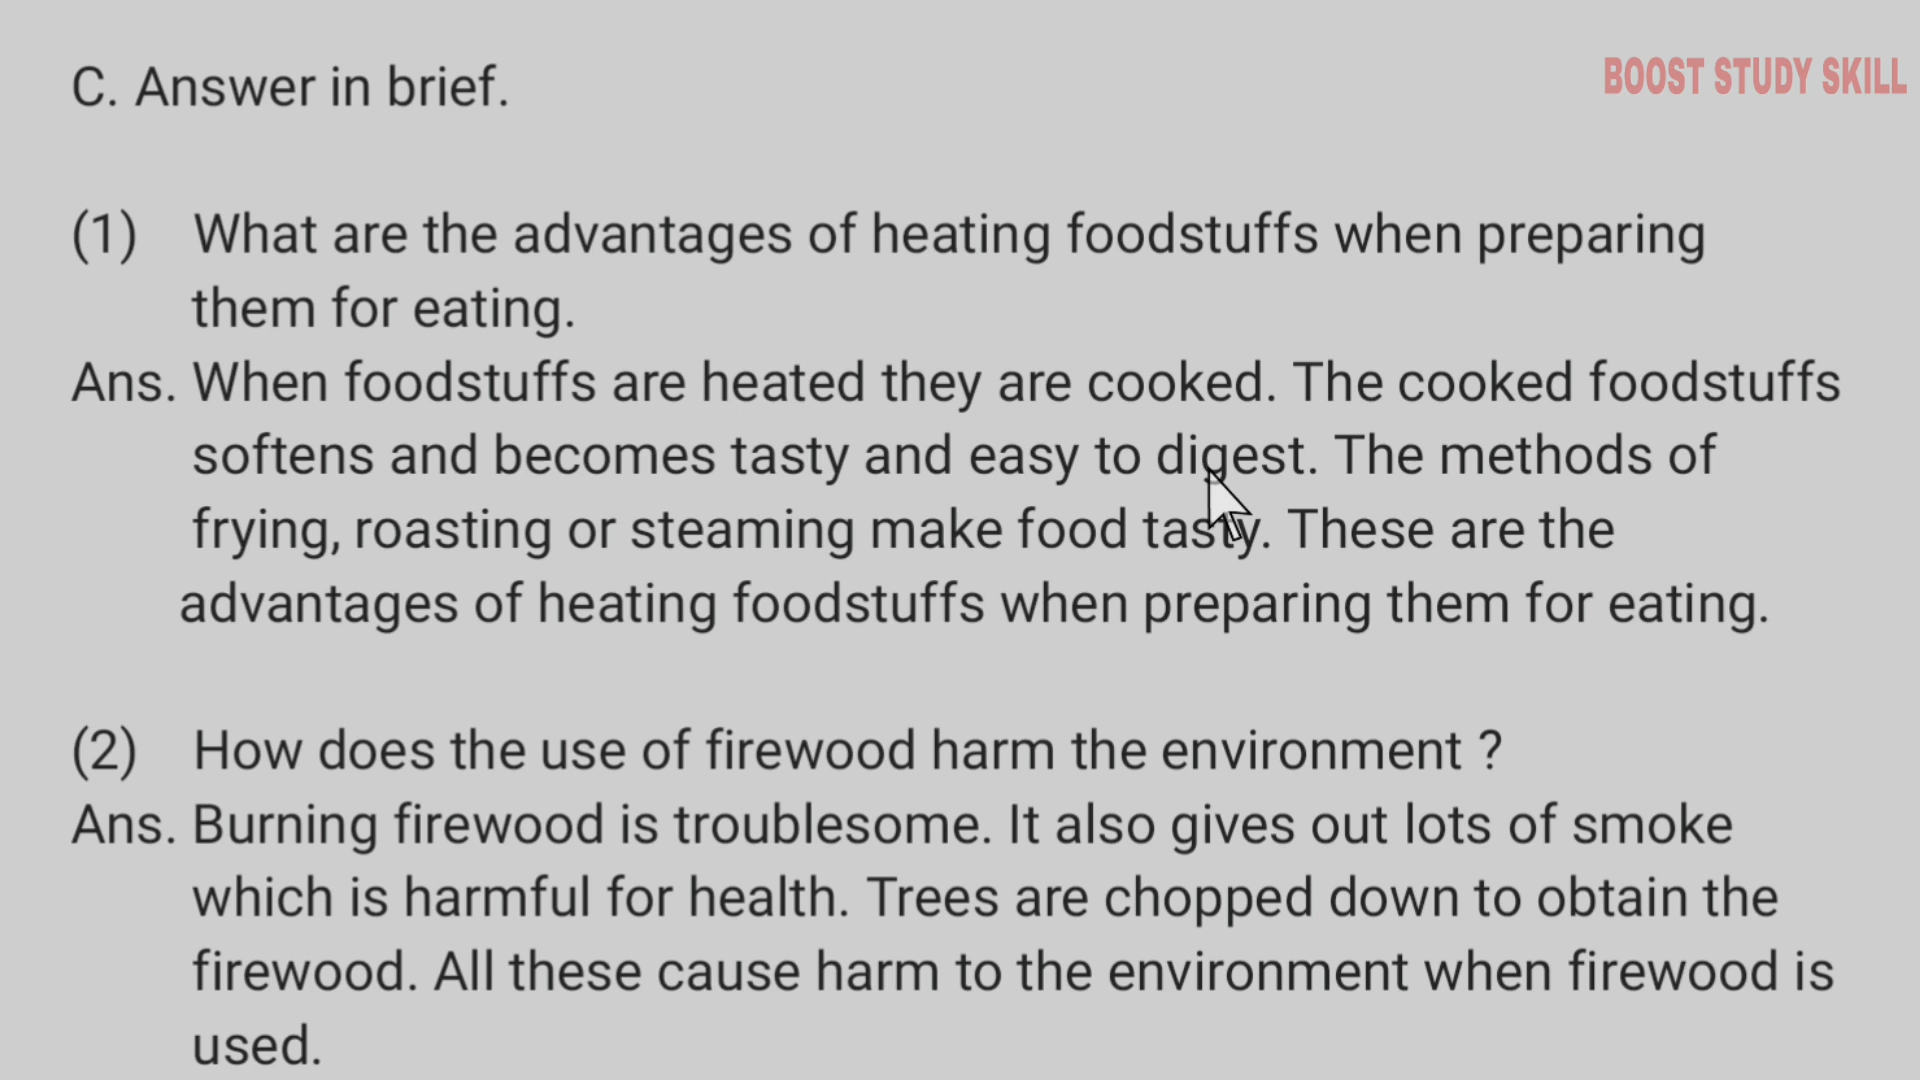 C. Answer in brief.
BOOST STUDY SKILL
(1) What are the advantages of heating foodstuffs when preparing
them for eating.
Ans. When foodstuffs are heated they are cooked. The cooked foodstuffs
softens and becomes tasty and easy to digest. The methods of
frying, roasting or steaming make food tasty. These are the
advantages of heating foodstuffs when preparing them for eating.
(2) How does the use of firewood harm the environment ?
Ans. Burning firewood is troublesome. It also gives out lots of smoke
which is harmful for health. Trees are chopped down to obtain the
firewood. All these cause harm to the environment when firewood is
used.